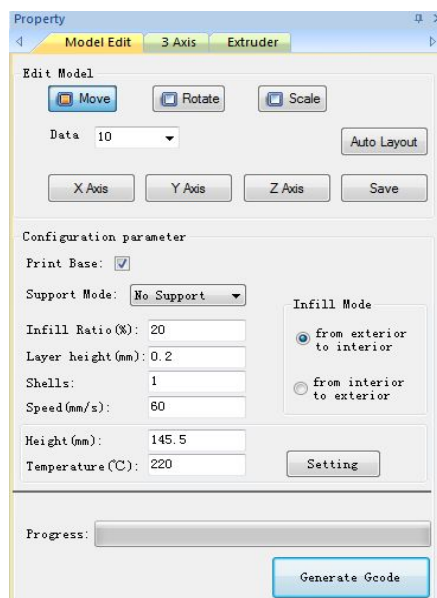 Property
Model Edit 3 Axis Extruder
Edit Model
Move Rotate Scale
Data 10
Auto Layout
X Axis Y Axis Z Axis Save
Configuration parameter
Print Base:
Support Mode: No Support
Infill Mode
Infill Ratio(%): 20
from exterior
to interior
Layer height(mm): 0.2
Shells: 1
from interior
to exterior
Speed(mm/s): 60
Height(mm): 145.5
Temperature(℃): 220
Setting
Progress:
Generate Gcode